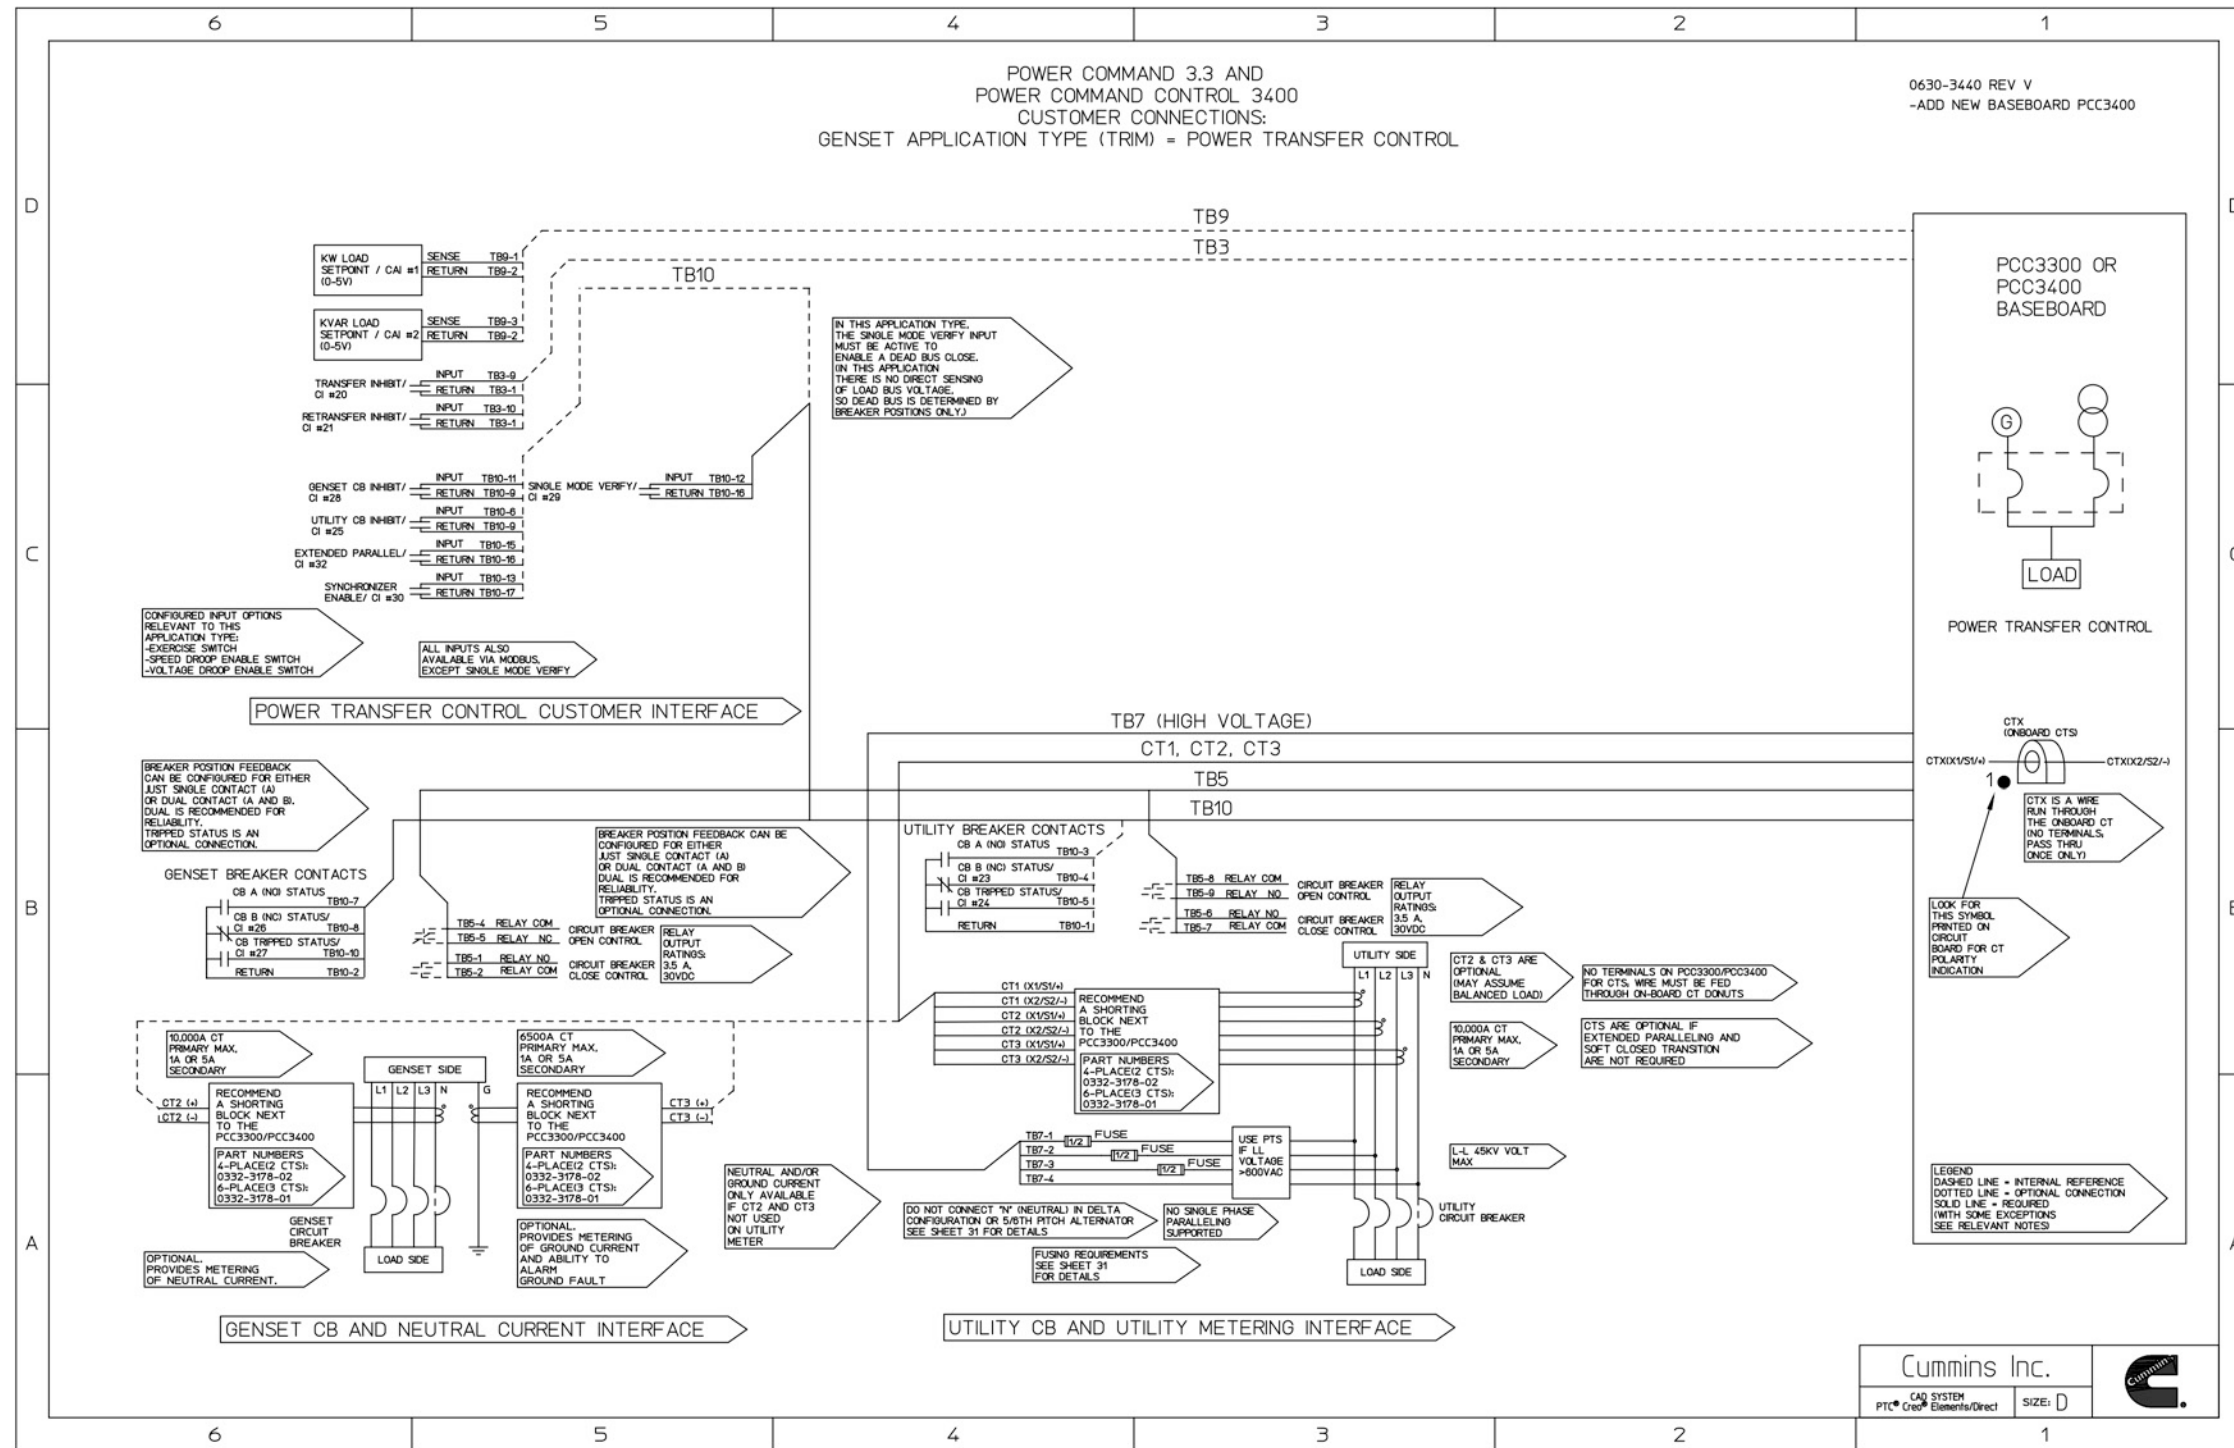 6 5 4 3 2 1
POWER COMMAND 3.3 AND
POWER COMMAND CONTROL 3400
CUSTOMER CONNECTIONS:
GENSET APPLICATION TYPE (TRIM) = POWER TRANSFER CONTROL
0630-3440 REV V
-ADD NEW BASEBOARD PCC3400
D
TB9
TB3
TB10
KW LOAD
SETPOINT / CAI #1
(0-5V)
SENSE TB9-1
RETURN TB9-2
KVAR LOAD
SETPOINT / CAI #2
(0-5V)
SENSE TB9-3
RETURN TB9-2
TRANSFER INHIBIT/
CI #20
INPUT TB3-9
RETURN TB3-1
RETRANSFER INHIBIT/
CI #21
INPUT TB3-10
RETURN TB3-1
IN THIS APPLICATION TYPE,
THE SINGLE MODE VERIFY INPUT
MUST BE ACTIVE TO
ENABLE A DEAD BUS CLOSE.
(IN THIS APPLICATION
THERE IS NO DIRECT SENSING
OF LOAD BUS VOLTAGE,
SO DEAD BUS IS DETERMINED BY
BREAKER POSITIONS ONLY.)
PCC3300 OR
PCC3400
BASEBOARD
G
LOAD
POWER TRANSFER CONTROL
C
GENSET CB INHIBIT/
CI #28
INPUT TB10-11
RETURN TB10-9
SINGLE MODE VERIFY/
CI #29
INPUT TB10-12
RETURN TB10-16
UTILITY CB INHIBIT/
CI #25
INPUT TB10-6
RETURN TB10-9
EXTENDED PARALLEL/
CI #32
INPUT TB10-15
RETURN TB10-16
SYNCHRONIZER
ENABLE/ CI #30
INPUT TB10-13
RETURN TB10-17
CONFIGURED INPUT OPTIONS
RELEVANT TO THIS
APPLICATION TYPE:
-EXERCISE SWITCH
-SPEED DROOP ENABLE SWITCH
-VOLTAGE DROOP ENABLE SWITCH
ALL INPUTS ALSO
AVAILABLE VIA MODBUS,
EXCEPT SINGLE MODE VERIFY
POWER TRANSFER CONTROL CUSTOMER INTERFACE
TB7 (HIGH VOLTAGE)
CT1, CT2, CT3
TB5
TB10
CTX
(ONBOARD CTS)
CTX(X1/S1/+)
CTX(X2/S2/-)
1
CTX IS A WIRE
RUN THROUGH
THE ONBOARD CT
(NO TERMINALS,
PASS THRU
ONCE ONLY)
LOOK FOR
THIS SYMBOL
PRINTED ON
CIRCUIT
BOARD FOR CT
POLARITY
INDICATION
B
BREAKER POSITION FEEDBACK
CAN BE CONFIGURED FOR EITHER
JUST SINGLE CONTACT (A)
OR DUAL CONTACT (A AND B).
DUAL IS RECOMMENDED FOR
RELIABILITY.
TRIPPED STATUS IS AN
OPTIONAL CONNECTION.
GENSET BREAKER CONTACTS
CB A (NO) STATUS
TB10-7
CB B (NC) STATUS/
CI #26 TB10-8
CB TRIPPED STATUS/
CI #27 TB10-10
RETURN TB10-2
BREAKER POSITION FEEDBACK CAN BE
CONFIGURED FOR EITHER
JUST SINGLE CONTACT (A)
OR DUAL CONTACT (A AND B)
DUAL IS RECOMMENDED FOR
RELIABILITY.
TRIPPED STATUS IS AN
OPTIONAL CONNECTION.
TB5-4 RELAY COM
TB5-5 RELAY NC
CIRCUIT BREAKER
OPEN CONTROL
TB5-1 RELAY NO
TB5-2 RELAY COM
CIRCUIT BREAKER
CLOSE CONTROL
RELAY
OUTPUT
RATINGS:
3.5 A,
30VDC
UTILITY BREAKER CONTACTS
CB A (NO) STATUS
TB10-3
CB B (NC) STATUS/
CI #23 TB10-4
CB TRIPPED STATUS/
CI #24 TB10-5
RETURN TB10-1
TB5-8 RELAY COM
TB5-9 RELAY NO
CIRCUIT BREAKER
OPEN CONTROL
TB5-6 RELAY NO
TB5-7 RELAY COM
CIRCUIT BREAKER
CLOSE CONTROL
RELAY
OUTPUT
RATINGS:
3.5 A,
30VDC
UTILITY SIDE
L1 L2 L3 N
CT2 & CT3 ARE
OPTIONAL
(MAY ASSUME
BALANCED LOAD)
NO TERMINALS ON PCC3300/PCC3400
FOR CTS, WIRE MUST BE FED
THROUGH ON-BOARD CT DONUTS
10,000A CT
PRIMARY MAX,
1A OR 5A
SECONDARY
CTS ARE OPTIONAL IF
EXTENDED PARALLELING AND
SOFT CLOSED TRANSITION
ARE NOT REQUIRED
CT1 (X1/S1/+)
CT1 (X2/S2/-)
CT2 (X1/S1/+)
CT2 (X2/S2/-)
CT3 (X1/S1/+)
CT3 (X2/S2/-)
RECOMMEND
A SHORTING
BLOCK NEXT
TO THE
PCC3300/PCC3400
PART NUMBERS
4-PLACE(2 CTS):
0332-3178-02
6-PLACE(3 CTS):
0332-3178-01
10,000A CT
PRIMARY MAX,
1A OR 5A
SECONDARY
6500A CT
PRIMARY MAX,
1A OR 5A
SECONDARY
GENSET SIDE
L1 L2 L3 N G
CT2 (+)
CT2 (-)
RECOMMEND
A SHORTING
BLOCK NEXT
TO THE
PCC3300/PCC3400
PART NUMBERS
4-PLACE(2 CTS):
0332-3178-02
6-PLACE(3 CTS):
0332-3178-01
RECOMMEND
A SHORTING
BLOCK NEXT
TO THE
PCC3300/PCC3400
PART NUMBERS
4-PLACE(2 CTS):
0332-3178-02
6-PLACE(3 CTS):
0332-3178-01
CT3 (+)
CT3 (-)
A
GENSET
CIRCUIT
BREAKER
LOAD SIDE
OPTIONAL.
PROVIDES METERING
OF NEUTRAL CURRENT.
OPTIONAL.
PROVIDES METERING
OF GROUND CURRENT
AND ABILITY TO
ALARM
GROUND FAULT
NEUTRAL AND/OR
GROUND CURRENT
ONLY AVAILABLE
IF CT2 AND CT3
NOT USED
ON UTILITY
METER
TB7-1 1/2 FUSE
TB7-2 1/2 FUSE
TB7-3 1/2 FUSE
TB7-4
USE PTS
IF LL
VOLTAGE
>600VAC
L-L 45KV VOLT
MAX
DO NOT CONNECT "N" (NEUTRAL) IN DELTA
CONFIGURATION OR 5/6TH PITCH ALTERNATOR
SEE SHEET 31 FOR DETAILS
NO SINGLE PHASE
PARALLELING
SUPPORTED
UTILITY
CIRCUIT BREAKER
FUSING REQUIREMENTS
SEE SHEET 31
FOR DETAILS
LOAD SIDE
LEGEND
DASHED LINE = INTERNAL REFERENCE
DOTTED LINE = OPTIONAL CONNECTION
SOLID LINE = REQUIRED
(WITH SOME EXCEPTIONS
SEE RELEVANT NOTES)
GENSET CB AND NEUTRAL CURRENT INTERFACE
UTILITY CB AND UTILITY METERING INTERFACE
Cummins Inc.
CAD SYSTEM
PTC® Creo® Elements/Direct
SIZE: D
Cummins
6 5 4 3 2 1